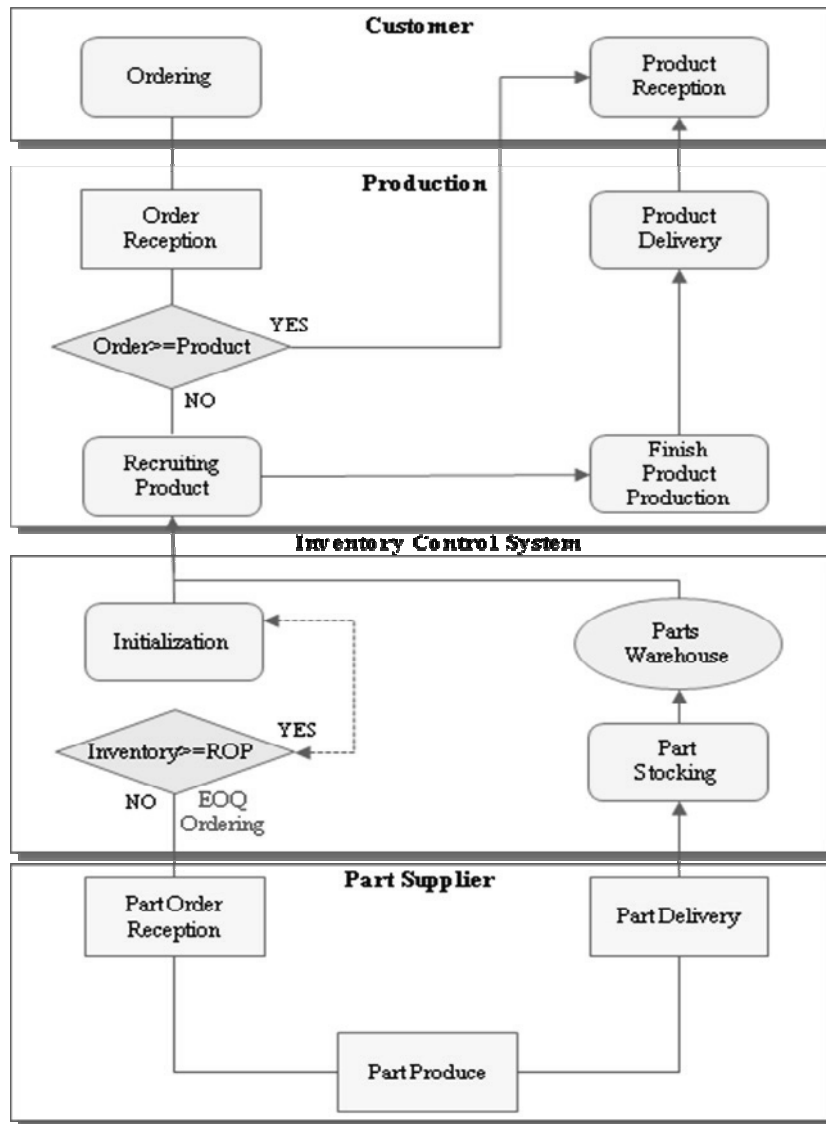 Customer
Ordering
Product
Reception
Production
Order
Reception
Product
Delivery
YES
Order>=Product
NO
Recruiting
Product
Finish
Product
Production
Inventory Control System
Initialization
Parts
Warehouse
YES
Inventory>=ROP
Part
Stocking
NO
EOQ
Ordering
Part Supplier
Part Order
Reception
Part Delivery
Part Produce